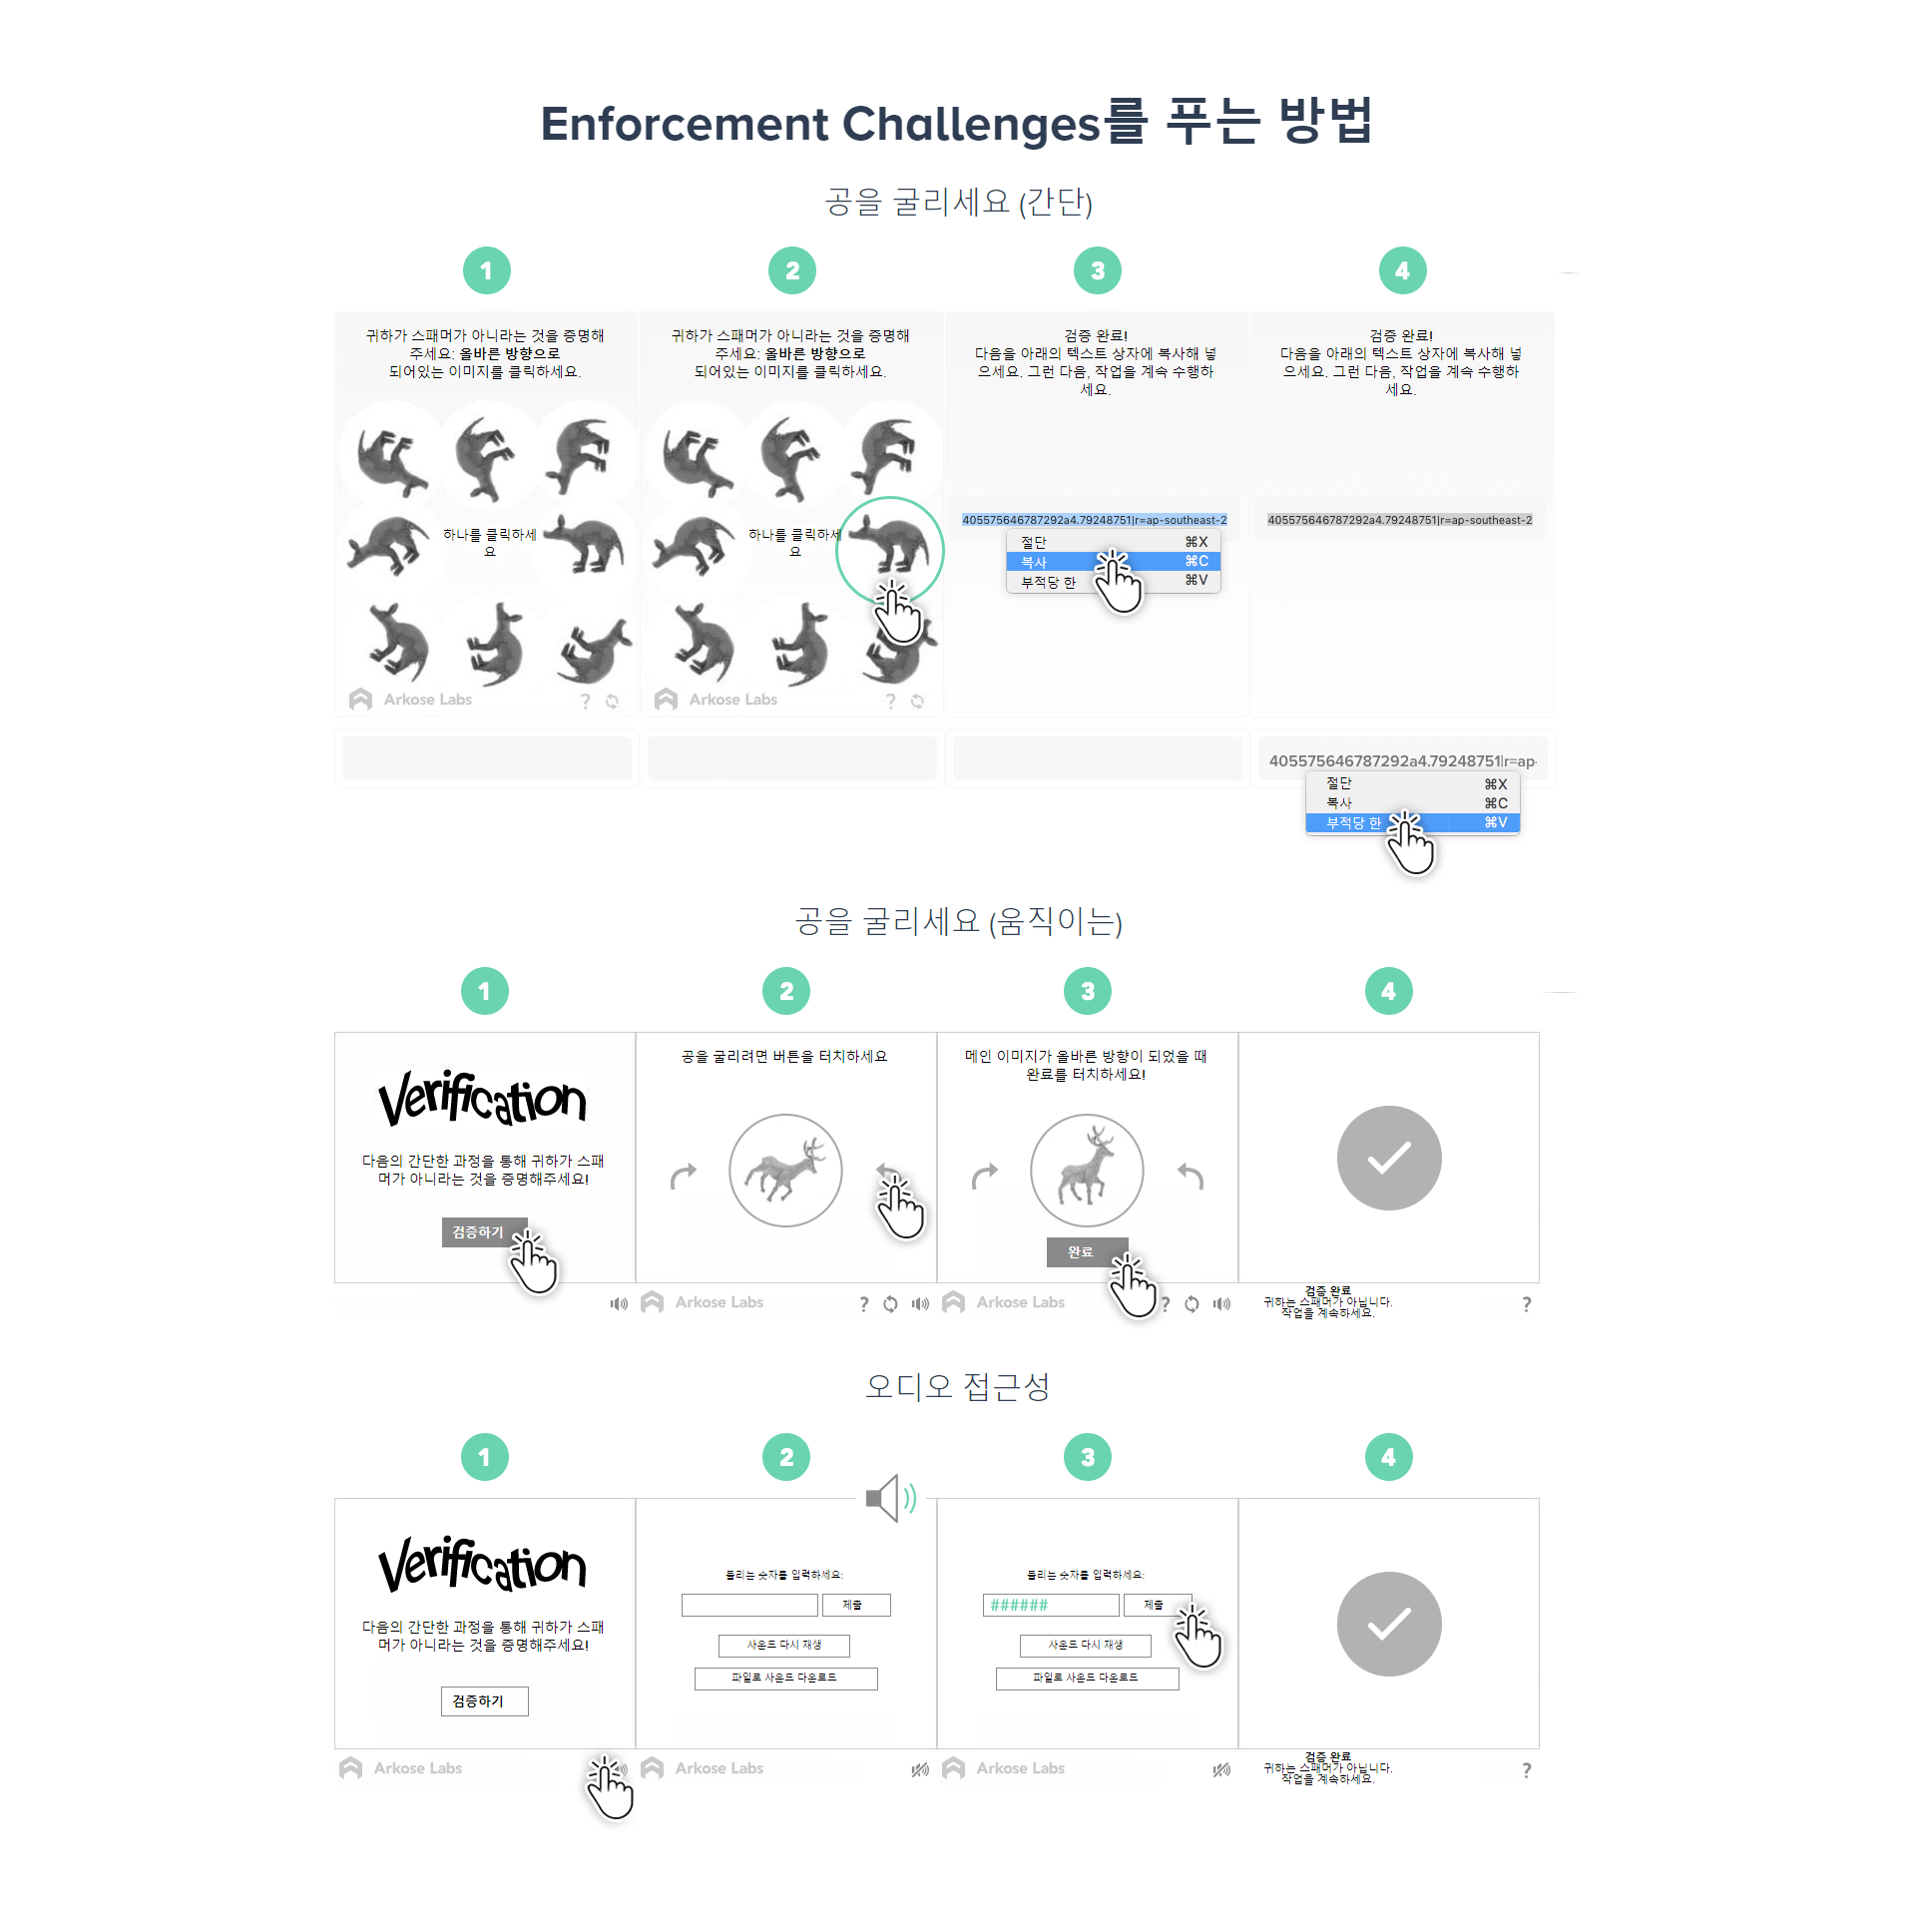 Enforcement Challenges를 푸는 방법
공을 굴리세요 (간단)
1
2
3
4
귀하가 스패머가 아니라는 것을 증명해
주세요: 올바른 방향으로
되어있는 이미지를 클릭하세요.
하나를 클릭하세
요
Arkose Labs
?
귀하가 스패머가 아니라는 것을 증명해
주세요: 올바른 방향으로
되어있는 이미지를 클릭하세요.
하나를 클릭하세
요
Arkose Labs
?
검증 완료!
다음을 아래의 텍스트 상자에 복사해 넣
으세요. 그런 다음, 작업을 계속 수행하
세요.
405575646787292a4.79248751|r=ap-southeast-2
절단 ⌘X
복사 ⌘C
부적당 한 ⌘V
검증 완료!
다음을 아래의 텍스트 상자에 복사해 넣
으세요. 그런 다음, 작업을 계속 수행하
세요.
405575646787292a4.79248751|r=ap-southeast-2
405575646787292a4.79248751|r=ap-
절단 ⌘X
복사 ⌘C
부적당 한 ⌘V
공을 굴리세요 (움직이는)
1
2
3
4
Verification
다음의 간단한 과정을 통해 귀하가 스패
머가 아니라는 것을 증명해주세요!
검증하기
공을 굴리려면 버튼을 터치하세요
Arkose Labs
?
메인 이미지가 올바른 방향이 되었을 때
완료를 터치하세요!
완료
Arkose Labs
?
검증 완료
귀하는 스패머가 아닙니다.
작업을 계속하세요.
?
오디오 접근성
1
2
3
4
Verification
다음의 간단한 과정을 통해 귀하가 스패
머가 아니라는 것을 증명해주세요!
검증하기
Arkose Labs
들리는 숫자를 입력하세요:
제출
사운드 다시 재생
파일로 사운드 다운로드
Arkose Labs
들리는 숫자를 입력하세요:
###### 제출
사운드 다시 재생
파일로 사운드 다운로드
Arkose Labs
검증 완료
귀하는 스패머가 아닙니다.
작업을 계속하세요.
?